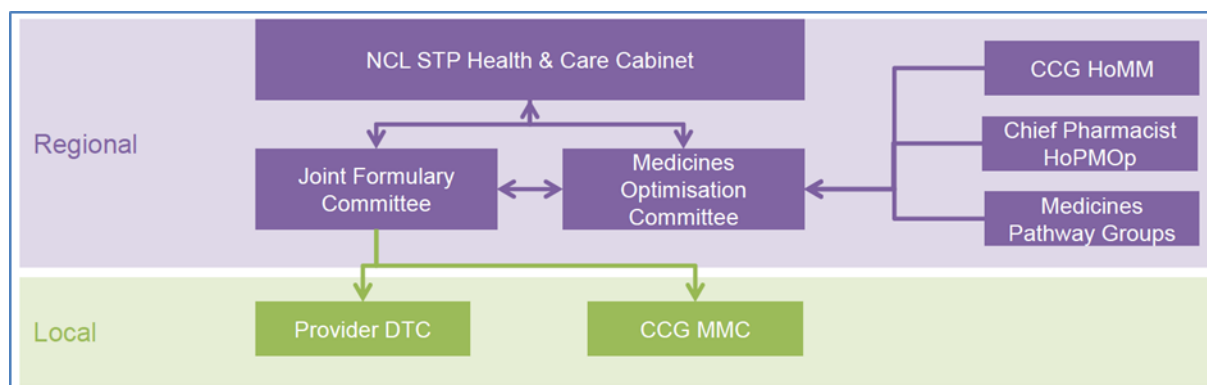 NCL STP Health & Care Cabinet
CCG HoMM
Regional
Joint Formulary
Committee
Medicines
Optimisation
Committee
Chief Pharmacist
HoPMOp
Medicines
Pathway Groups
Local
Provider DTC
CCG MMC